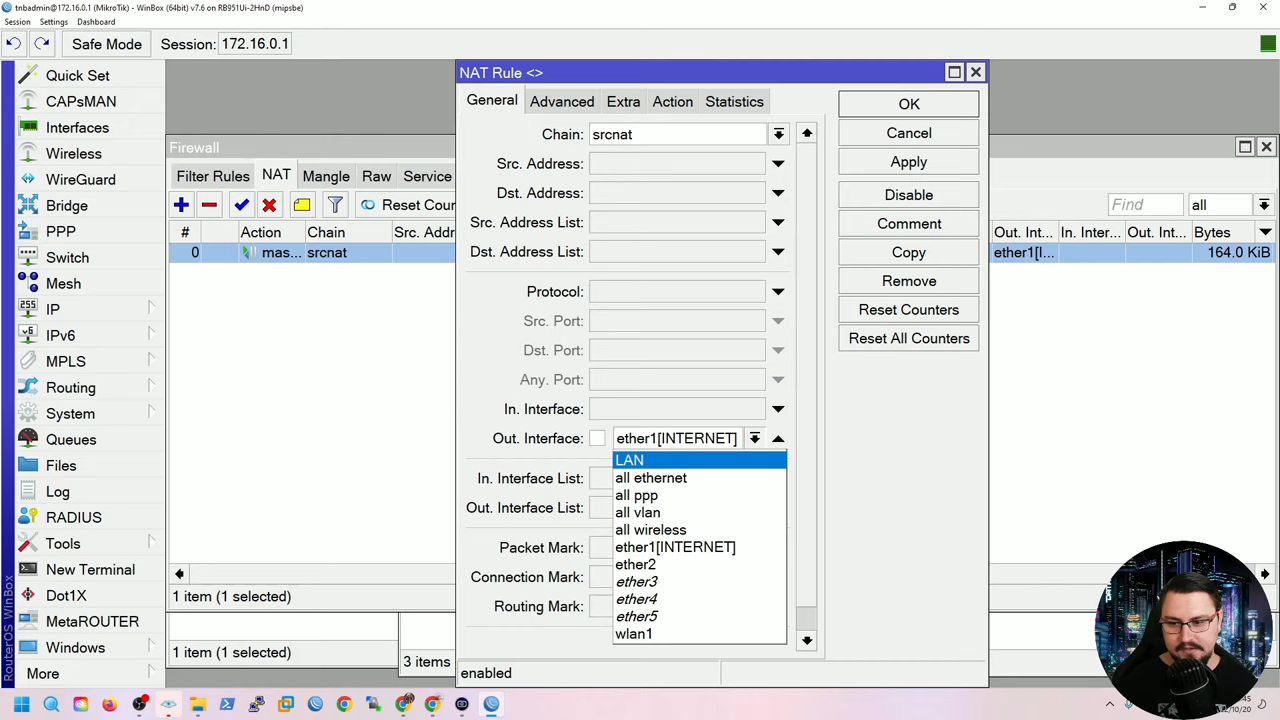 tnbadmin@172.16.0.1 (MikroTik) - WinBox (64bit) v7.6 on RB951Ui-2HnD (mipsbe)
Session Settings Dashboard
Safe Mode Session: 172.16.0.1
Quick Set
CAPsMAN
Interfaces
Wireless
WireGuard
Bridge
PPP
Switch
Mesh
IP
IPv6
MPLS
Routing
System
Queues
Files
Log
RADIUS
Tools
New Terminal
Dot1X
MetaROUTER
Windows
More
RouterOS WinBox
Firewall
Filter Rules NAT Mangle Raw Service
Reset Cour
Find all
# Action Chain Src. Addr Out. Int... In. Inter... Out. Int... Bytes
0 mas... srcnat ether1[I... 164.0 KiB
1 item (1 selected)
1 item (1 selected)
3 items
NAT Rule <>
General Advanced Extra Action Statistics
Chain: srcnat
Src. Address:
Dst. Address:
Src. Address List:
Dst. Address List:
Protocol:
Src. Port:
Dst. Port:
Any. Port:
In. Interface:
Out. Interface: ether1[INTERNET]
In. Interface List:
Out. Interface List:
Packet Mark:
Connection Mark:
Routing Mark:
LAN
all ethernet
all ppp
all vlan
all wireless
ether1[INTERNET]
ether2
ether3
ether4
ether5
wlan1
OK
Cancel
Apply
Disable
Comment
Copy
Remove
Reset Counters
Reset All Counters
enabled